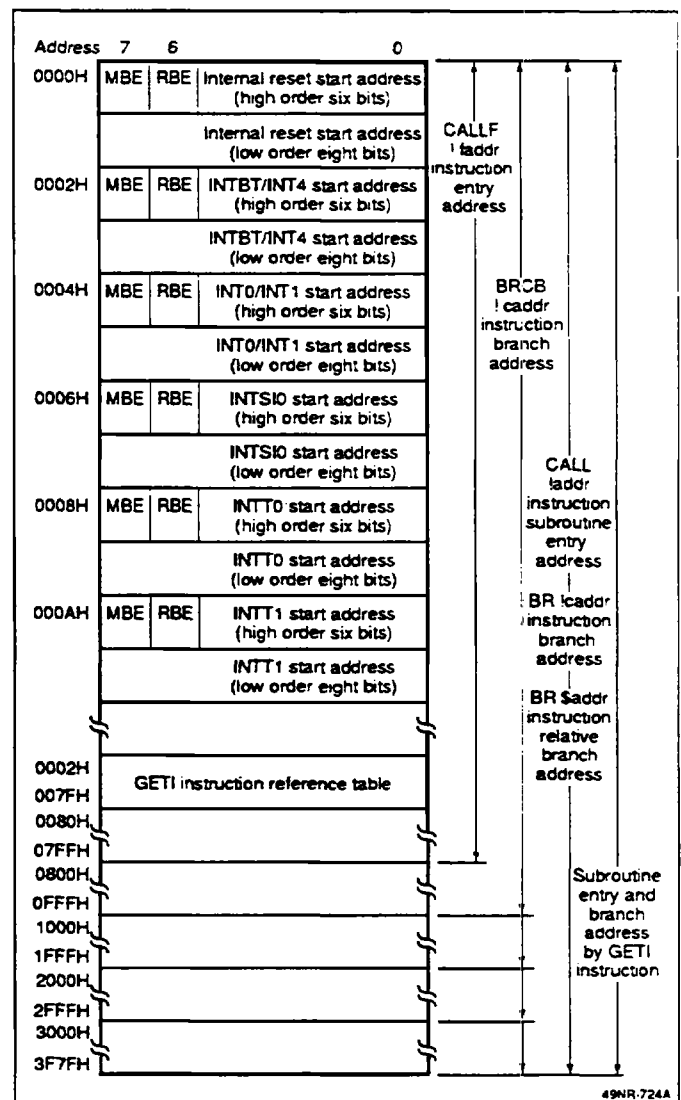 Address 7 6 0
0000H MBE RBE Internal reset start address
(high order six bits)
Internal reset start address
(low order eight bits)
0002H MBE RBE INTBT/INT4 start address
(high order six bits)
INTBT/INT4 start address
(low order eight bits)
0004H MBE RBE INT0/INT1 start address
(high order six bits)
INT0/INT1 start address
(low order eight bits)
0006H MBE RBE INTSI0 start address
(high order six bits)
INTSI0 start address
(low order eight bits)
0008H MBE RBE INTT0 start address
(high order six bits)
INTT0 start address
(low order eight bits)
000AH MBE RBE INTT1 start address
(high order six bits)
INTT1 start address
(low order eight bits)
0002H
GETI instruction reference table
007FH
0080H
07FFH
0800H
0FFFH
1000H
1FFFH
2000H
2FFFH
3000H
3F7FH
CALLF
!faddr
instruction
entry
address
BRCB
!caddr
instruction
branch
address
CALL
!addr
instruction
subroutine
entry
address
BR !caddr
instruction
branch
address
BR $addr
instruction
relative
branch
address
Subroutine
entry and
branch
address
by GETI
instruction
49NR-724A